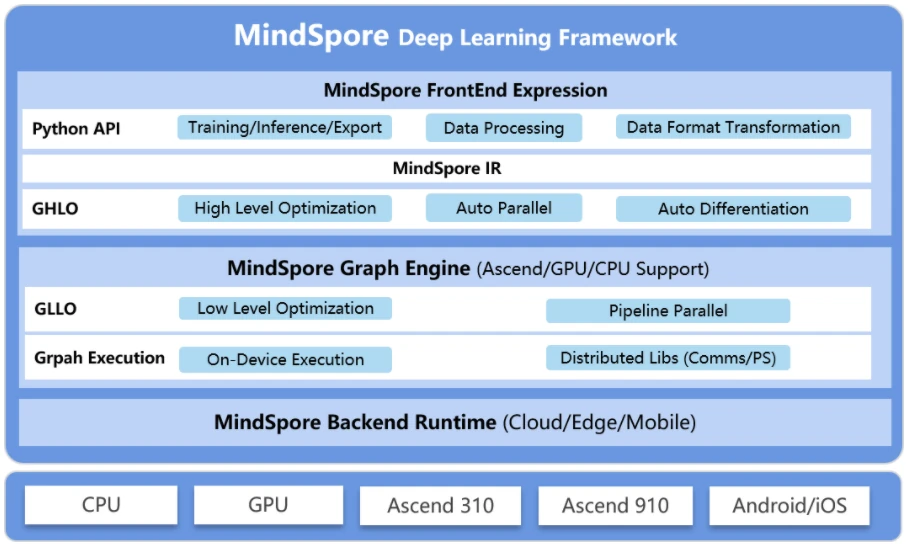 MindSpore Deep Learning Framework
MindSpore FrontEnd Expression
Python API Training/Inference/Export Data Processing Data Format Transformation
MindSpore IR
GHLO High Level Optimization Auto Parallel Auto Differentiation
MindSpore Graph Engine (Ascend/GPU/CPU Support)
GLLO Low Level Optimization Pipeline Parallel
Grpah Execution On-Device Execution Distributed Libs (Comms/PS)
MindSpore Backend Runtime (Cloud/Edge/Mobile)
CPU GPU Ascend 310 Ascend 910 Android/iOS